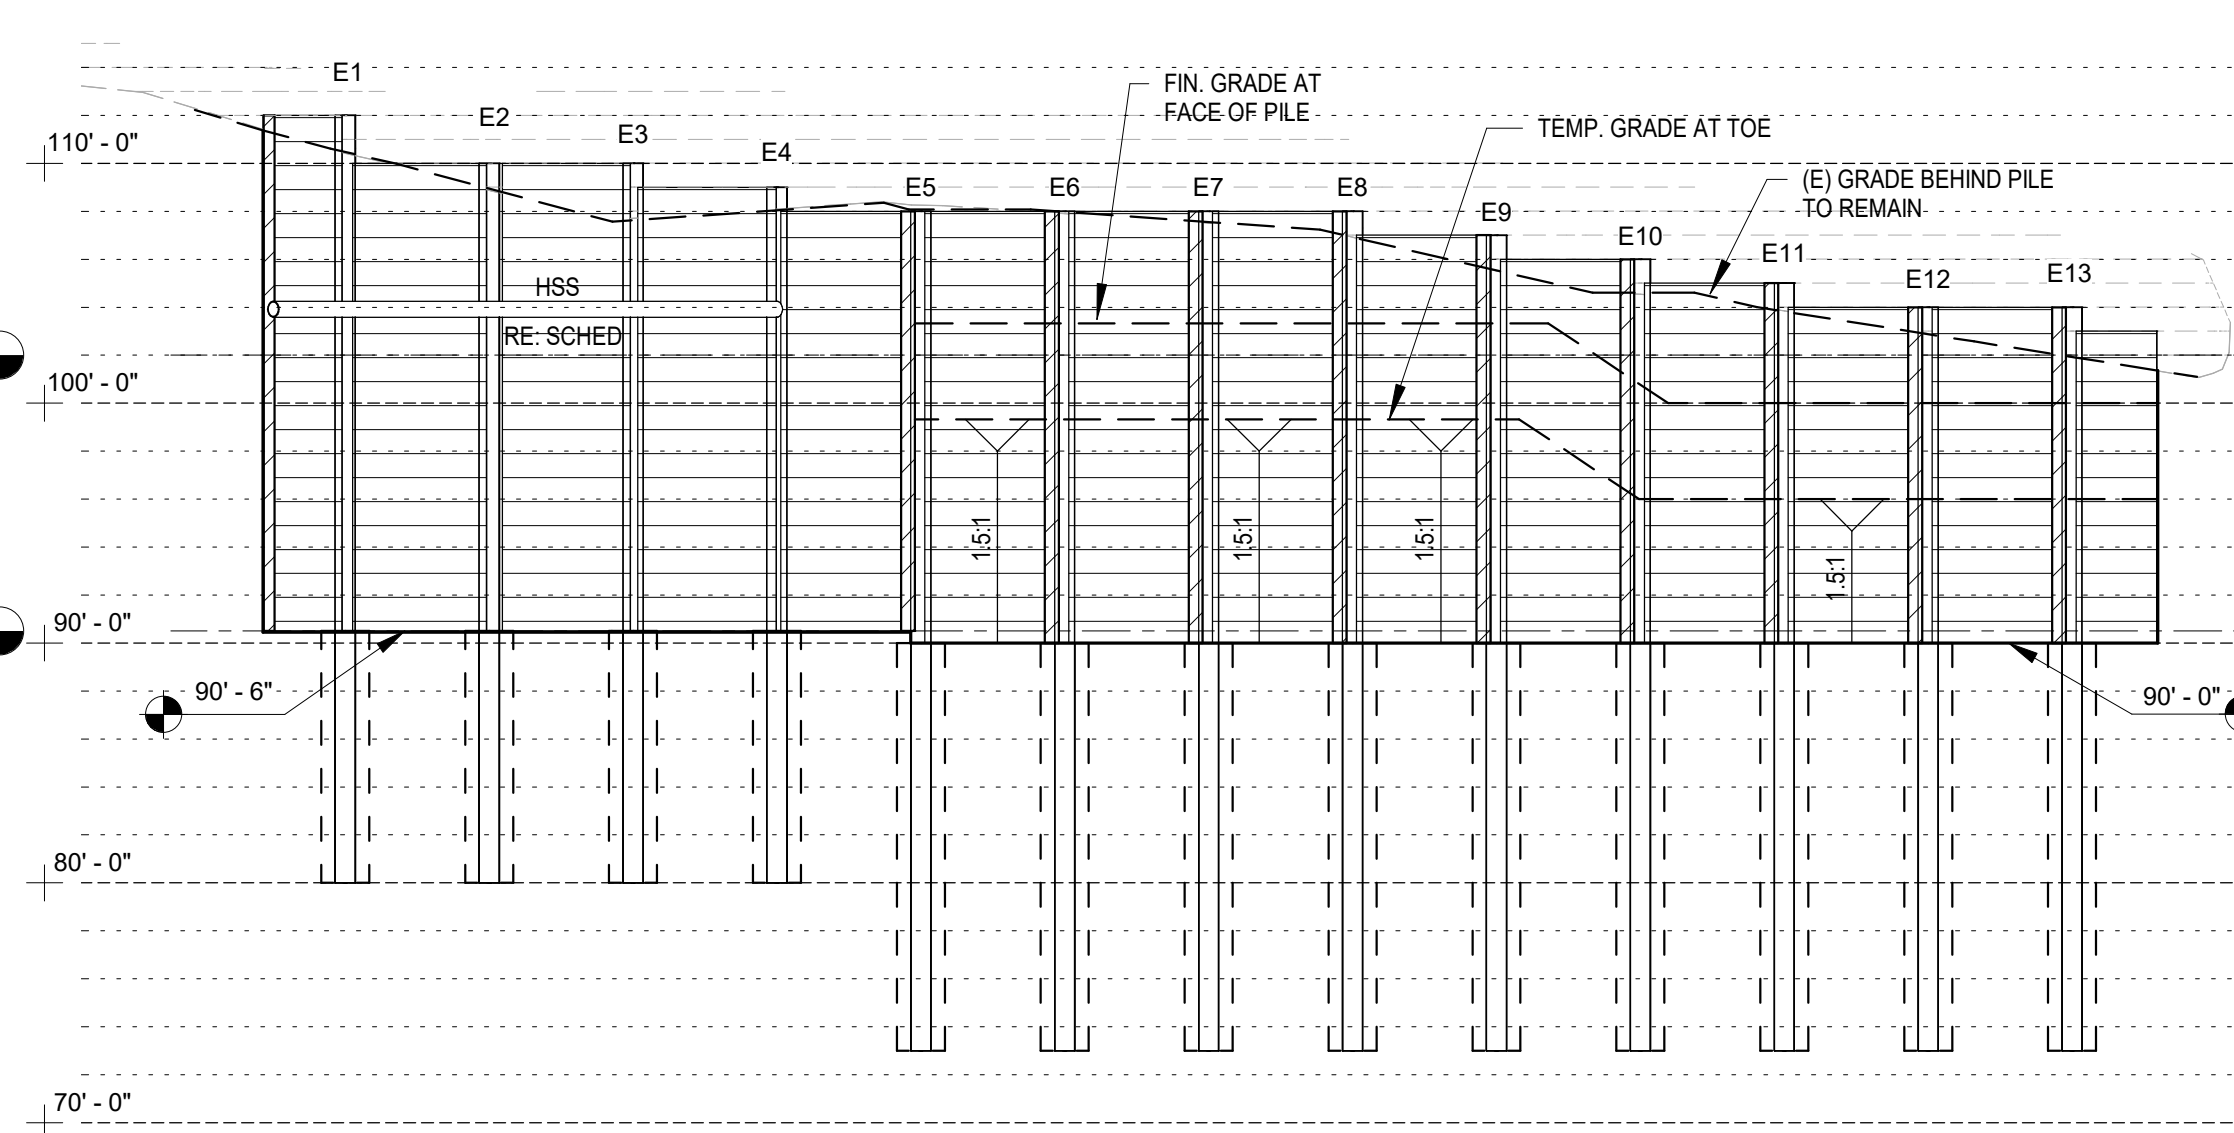 E1
E2
E3
E4
E5
E6
E7
E8
E9
E10
E11
E12
E13
FIN. GRADE AT
FACE OF PILE
TEMP. GRADE AT TOE
(E) GRADE BEHIND PILE
TO REMAIN
110' - 0"
HSS
RE: SCHED
100' - 0"
1.5:1
1.5:1
1.5:1
1.5:1
90' - 0"
90' - 6"
90' - 0"
80' - 0"
70' - 0"